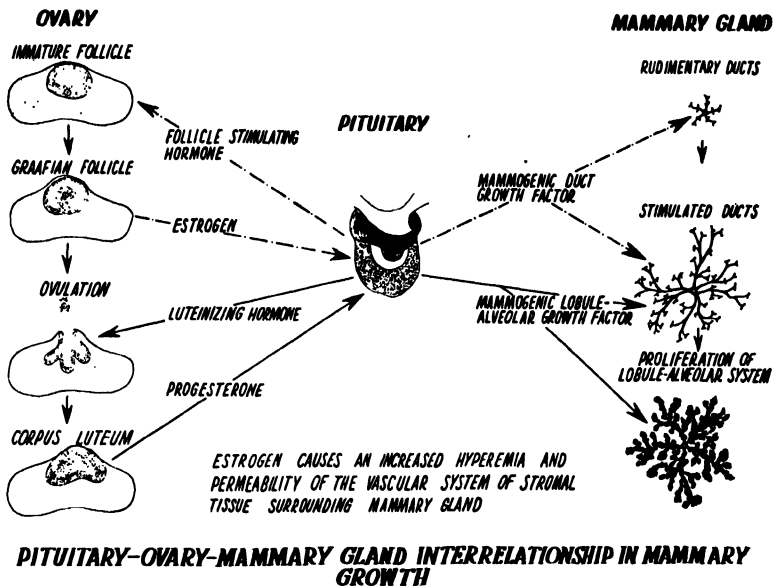 OVARY
IMMATURE FOLLICLE
FOLLICLE STIMULATING
HORMONE
GRAAFIAN FOLLICLE
ESTROGEN
OVULATION
LUTEINIZING HORMONE
PROGESTERONE
CORPUS LUTEUM
PITUITARY
MAMMARY GLAND
RUDIMENTARY DUCTS
MAMMOGENIC DUCT
GROWTH FACTOR
STIMULATED DUCTS
MAMMOGENIC LOBULE-
ALVEOLAR GROWTH FACTOR
PROLIFERATION OF
LOBULE-ALVEOLAR SYSTEM
ESTROGEN CAUSES AN INCREASED HYPEREMIA AND
PERMEABILITY OF THE VASCULAR SYSTEM OF STROMAL
TISSUE SURROUNDING MAMMARY GLAND
PITUITARY-OVARY-MAMMARY GLAND INTERRELATIONSHIP IN MAMMARY
GROWTH